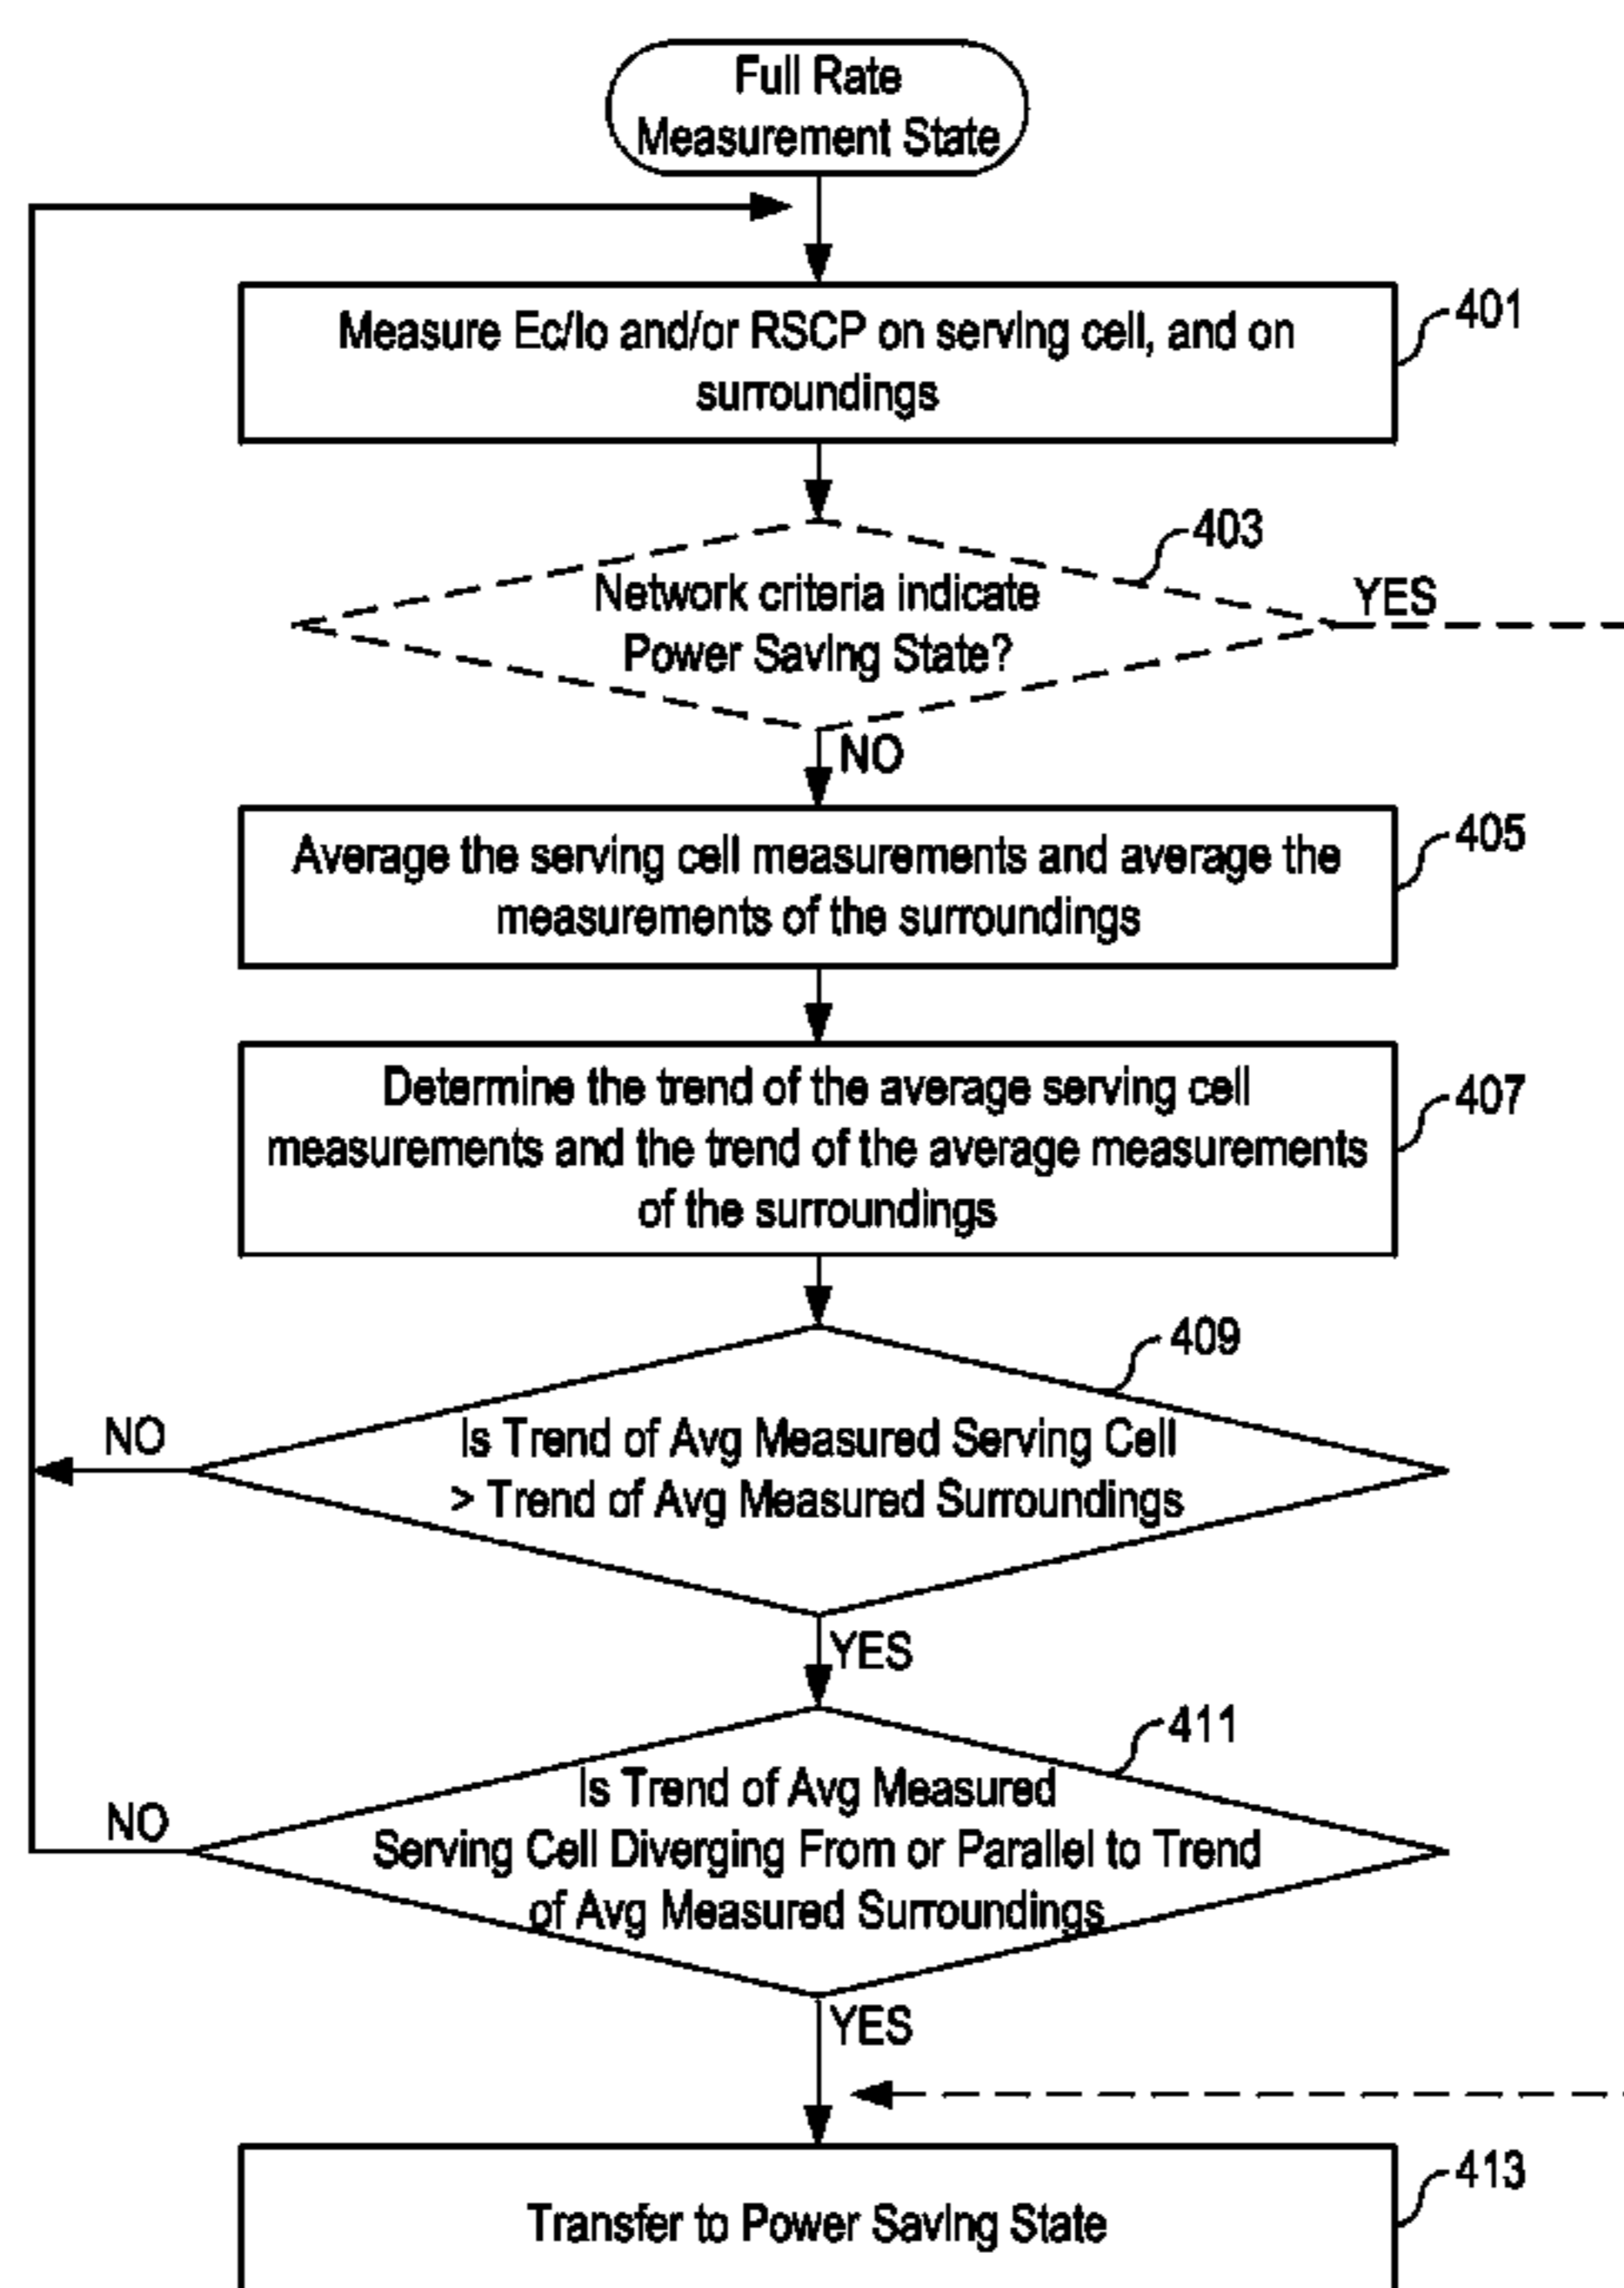 Full Rate
Measurement State
Measure Ec/Io and/or RSCP on serving cell, and on
surroundings
401
403
Network criteria indicate
Power Saving State?
YES
NO
Average the serving cell measurements and average the
measurements of the surroundings
405
Determine the trend of the average serving cell
measurements and the trend of the average measurements
of the surroundings
407
409
Is Trend of Avg Measured Serving Cell
> Trend of Avg Measured Surroundings
NO
YES
411
Is Trend of Avg Measured
Serving Cell Diverging From or Parallel to Trend
of Avg Measured Surroundings
NO
YES
Transfer to Power Saving State
413